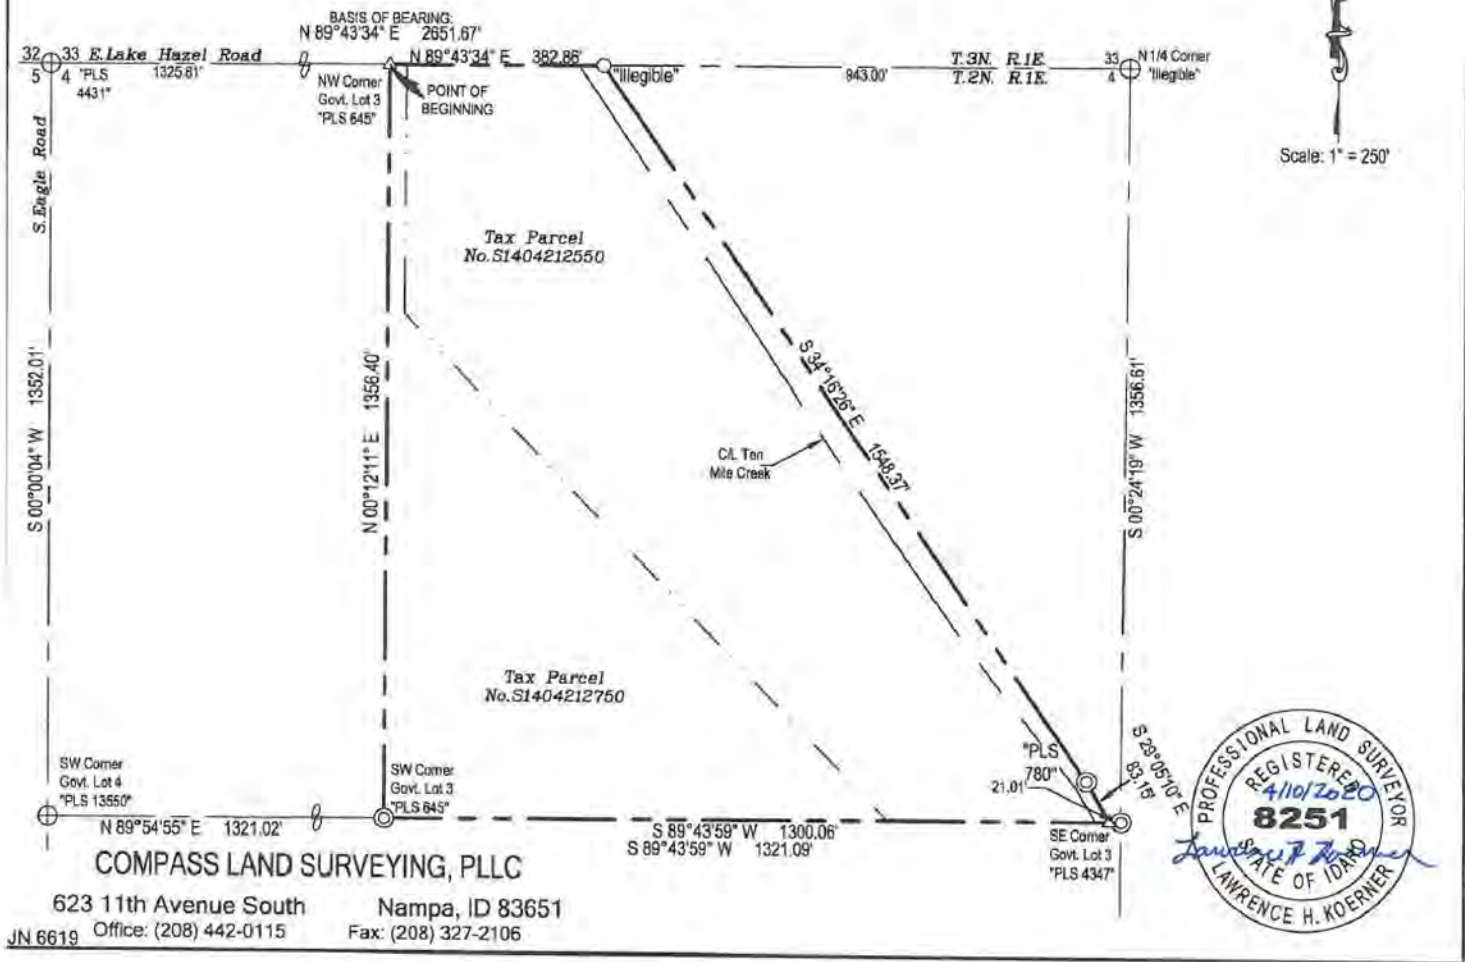 BASIS OF BEARING:
N 89°43'34" E 2651.67'
32 33 E.Lake Hazel Road
5 4 "PLS 4431"
1325.81'
N 89°43'34" E 382.86'
"Illegible"
943.00'
T.3N. R.1E.
T.2N. R.1E.
33 N1/4 Corner
4 "Illegible"
NW Corner
Govt. Lot 3
"PLS 645"
POINT OF
BEGINNING
Scale: 1" = 250'
S.Eagle Road
Tax Parcel
No.S1404212550
S 00°00'04" W 1352.01'
N 00°12'11" E 1356.40'
S 34°16'26" E 1548.37'
S 00°24'19" W 1356.61'
C/L Ten
Mile Creek
Tax Parcel
No.S1404212750
SW Corner
Govt. Lot 4
"PLS 13550"
SW Corner
Govt. Lot 3
"PLS 645"
"PLS
780"
21.01'
S 29°05'10" E
83.15'
N 89°54'55" E 1321.02'
S 89°43'59" W 1300.06'
S 89°43'59" W 1321.09'
SE Corner
Govt. Lot 3
"PLS 4347"
PROFESSIONAL LAND SURVEYOR
REGISTERED
4/10/2020
8251
STATE OF IDAHO
LAWRENCE H. KOERNER
COMPASS LAND SURVEYING, PLLC
623 11th Avenue South Nampa, ID 83651
Office: (208) 442-0115 Fax: (208) 327-2106
JN 6619